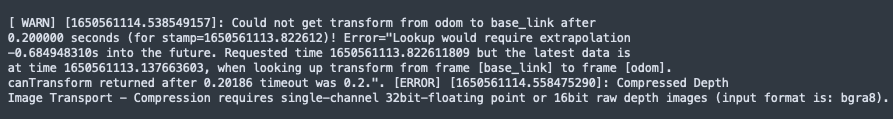 [ WARN] [1650561114.538549157]: Could not get transform from odom to base_link after
0.200000 seconds (for stamp=1650561113.822612)! Error="Lookup would require extrapolation
-0.684948310s into the future. Requested time 1650561113.822611809 but the latest data is
at time 1650561113.137663603, when looking up transform from frame [base_link] to frame [odom].
canTransform returned after 0.20186 timeout was 0.2.". [ERROR] [1650561114.558475290]: Compressed Depth
Image Transport - Compression requires single-channel 32bit-floating point or 16bit raw depth images (input format is: bgra8).